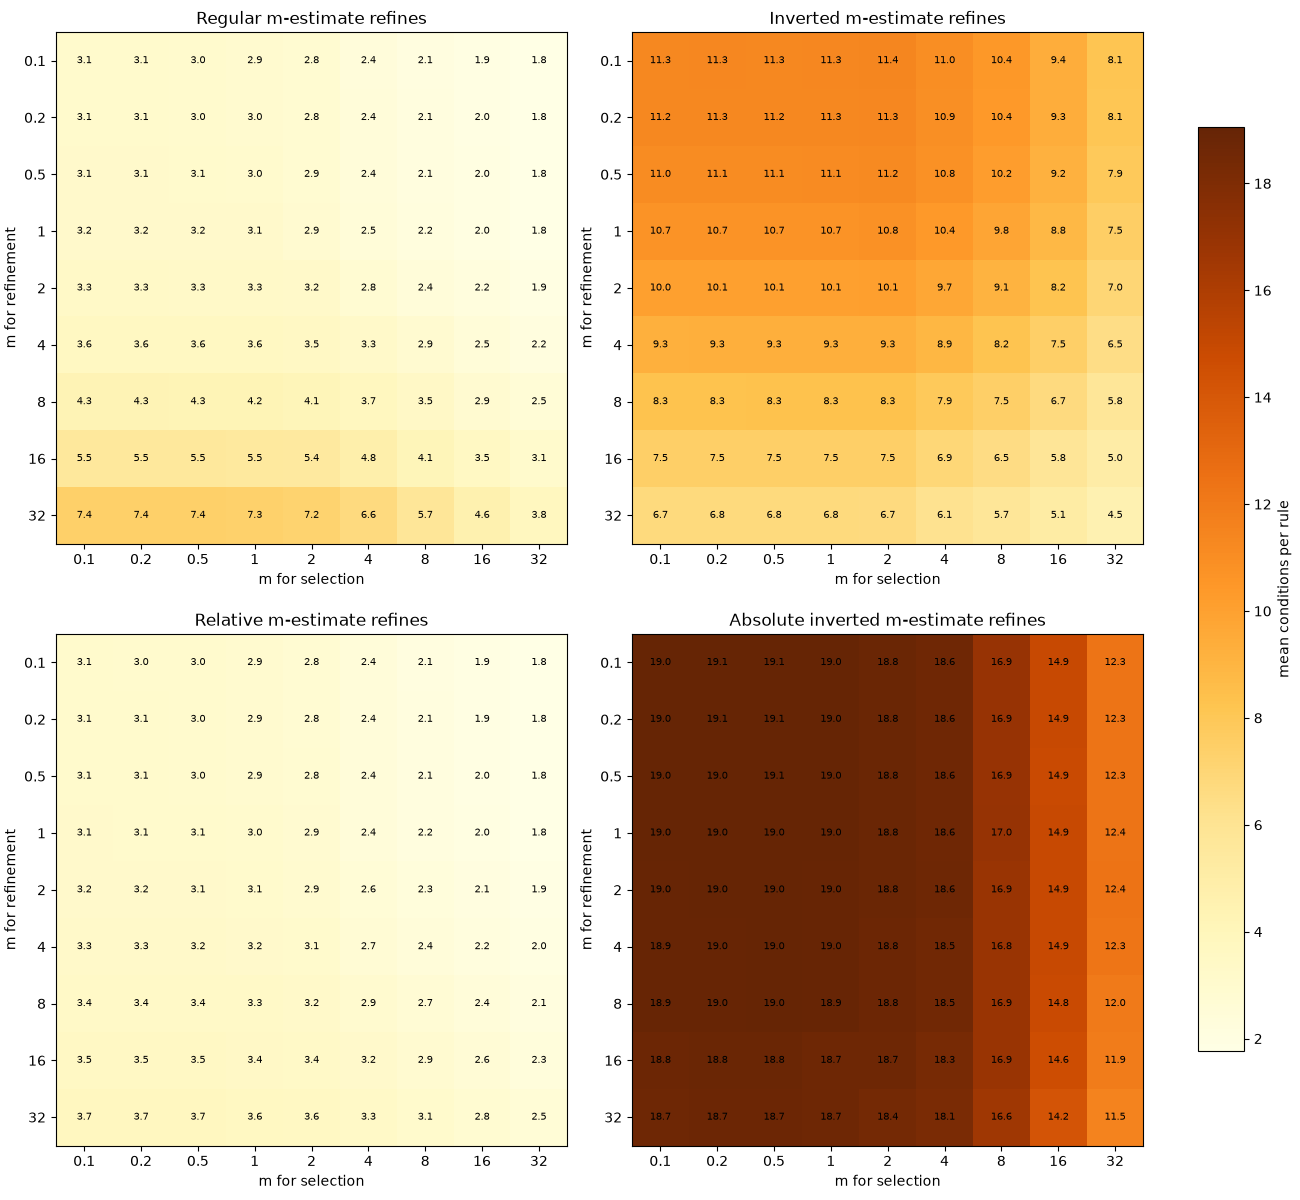 Regular m-estimate refines
m for refinement
0.1 3.1 3.1 3.0 2.9 2.8 2.4 2.1 1.9 1.8
0.2 3.1 3.1 3.0 3.0 2.8 2.4 2.1 2.0 1.8
0.5 3.1 3.1 3.1 3.0 2.9 2.4 2.1 2.0 1.8
1 3.2 3.2 3.2 3.1 2.9 2.5 2.2 2.0 1.8
2 3.3 3.3 3.3 3.3 3.2 2.8 2.4 2.2 1.9
4 3.6 3.6 3.6 3.6 3.5 3.3 2.9 2.5 2.2
8 4.3 4.3 4.3 4.2 4.1 3.7 3.5 2.9 2.5
16 5.5 5.5 5.5 5.5 5.4 4.8 4.1 3.5 3.1
32 7.4 7.4 7.4 7.3 7.2 6.6 5.7 4.6 3.8
0.1 0.2 0.5 1 2 4 8 16 32
m for selection
Inverted m-estimate refines
m for refinement
0.1 11.3 11.3 11.3 11.3 11.4 11.0 10.4 9.4 8.1
0.2 11.2 11.3 11.2 11.3 11.3 10.9 10.4 9.3 8.1
0.5 11.0 11.1 11.1 11.1 11.2 10.8 10.2 9.2 7.9
1 10.7 10.7 10.7 10.7 10.8 10.4 9.8 8.8 7.5
2 10.0 10.1 10.1 10.1 10.1 9.7 9.1 8.2 7.0
4 9.3 9.3 9.3 9.3 9.3 8.9 8.2 7.5 6.5
8 8.3 8.3 8.3 8.3 8.3 7.9 7.5 6.7 5.8
16 7.5 7.5 7.5 7.5 7.5 6.9 6.5 5.8 5.0
32 6.7 6.8 6.8 6.8 6.7 6.1 5.7 5.1 4.5
0.1 0.2 0.5 1 2 4 8 16 32
m for selection
Relative m-estimate refines
m for refinement
0.1 3.1 3.0 3.0 2.9 2.8 2.4 2.1 1.9 1.8
0.2 3.1 3.1 3.0 2.9 2.8 2.4 2.1 1.9 1.8
0.5 3.1 3.1 3.0 2.9 2.8 2.4 2.1 2.0 1.8
1 3.1 3.1 3.1 3.0 2.9 2.4 2.2 2.0 1.8
2 3.2 3.2 3.1 3.1 2.9 2.6 2.3 2.1 1.9
4 3.3 3.3 3.2 3.2 3.1 2.7 2.4 2.2 2.0
8 3.4 3.4 3.4 3.3 3.2 2.9 2.7 2.4 2.1
16 3.5 3.5 3.5 3.4 3.4 3.2 2.9 2.6 2.3
32 3.7 3.7 3.7 3.6 3.6 3.3 3.1 2.8 2.5
0.1 0.2 0.5 1 2 4 8 16 32
m for selection
Absolute inverted m-estimate refines
m for refinement
0.1 19.0 19.1 19.1 19.0 18.8 18.6 16.9 14.9 12.3
0.2 19.0 19.1 19.1 19.0 18.8 18.6 16.9 14.9 12.3
0.5 19.0 19.0 19.1 19.0 18.8 18.6 16.9 14.9 12.3
1 19.0 19.0 19.0 19.0 18.8 18.6 17.0 14.9 12.4
2 19.0 19.0 19.0 19.0 18.8 18.6 16.9 14.9 12.4
4 18.9 19.0 19.0 19.0 18.8 18.5 16.8 14.9 12.3
8 18.9 19.0 19.0 18.9 18.8 18.5 16.9 14.8 12.0
16 18.8 18.8 18.8 18.7 18.7 18.3 16.9 14.6 11.9
32 18.7 18.7 18.7 18.7 18.4 18.1 16.6 14.2 11.5
0.1 0.2 0.5 1 2 4 8 16 32
m for selection
18
16
14
12
10
8
6
4
2
mean conditions per rule